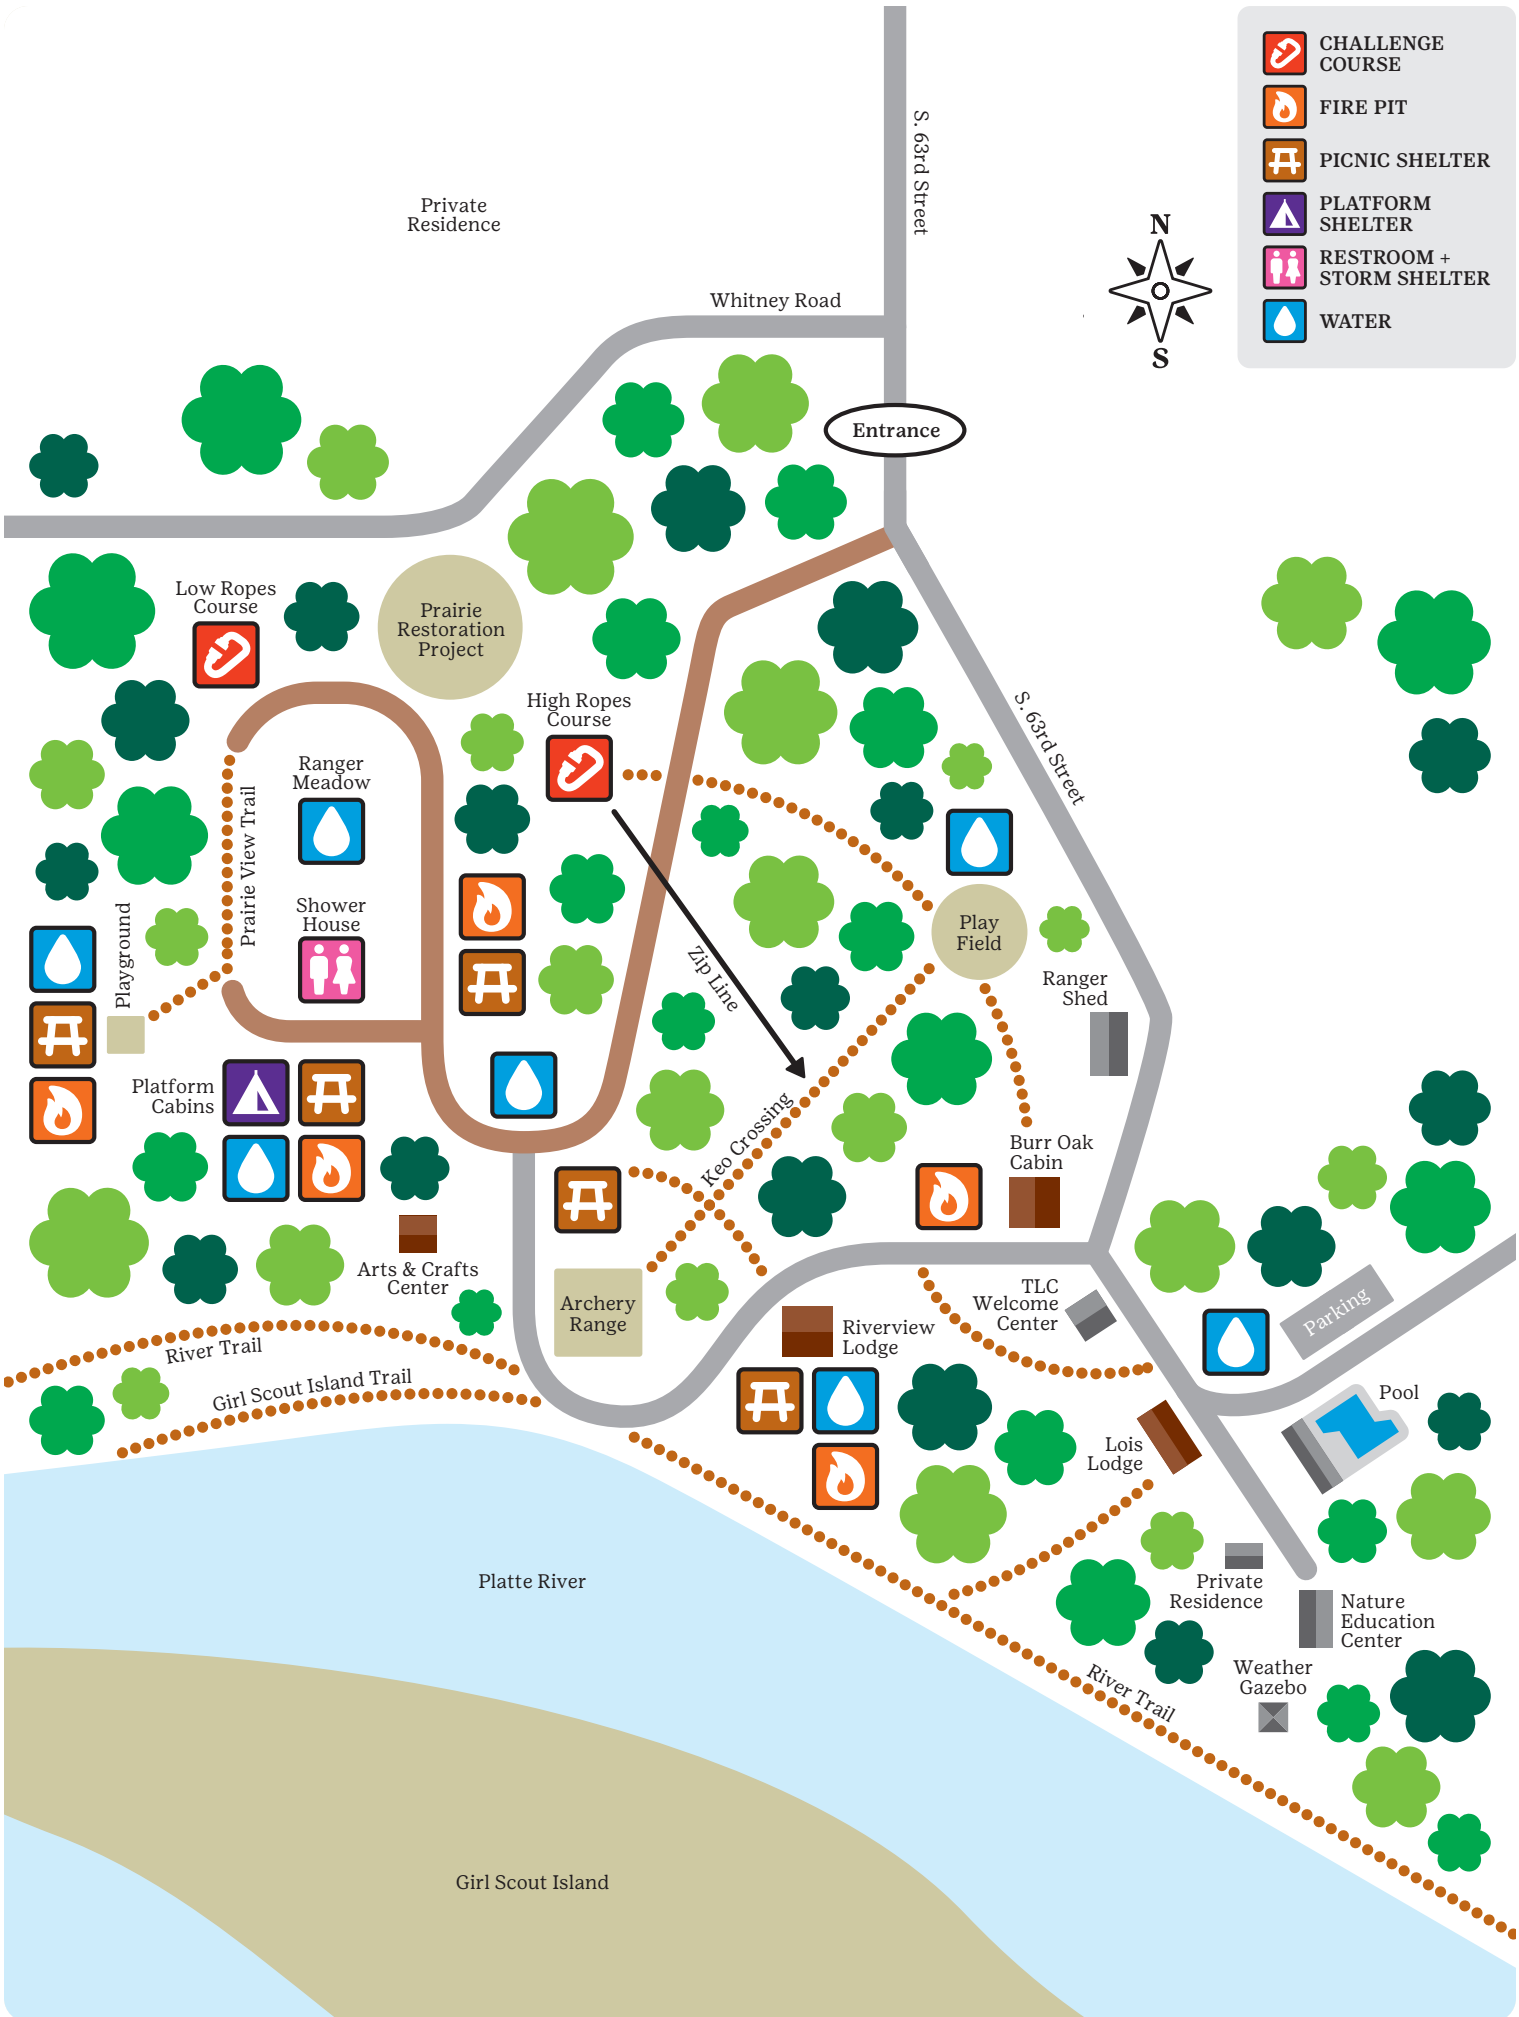 CHALLENGE
COURSE
FIRE PIT
PICNIC SHELTER
PLATFORM
SHELTER
RESTROOM +
STORM SHELTER
WATER
N
S
S. 63rd Street
Private
Residence
Whitney Road
Entrance
Low Ropes
Course
Prairie
Restoration
Project
High Ropes
Course
S. 63rd Street
Ranger
Meadow
Prairie View Trail
Shower
House
Playground
Zip Line
Play
Field
Ranger
Shed
Platform
Cabins
Keo Crossing
Burr Oak
Cabin
Arts & Crafts
Center
Archery
Range
TLC
Welcome
Center
Parking
Riverview
Lodge
River Trail
Girl Scout Island Trail
Pool
Lois
Lodge
Platte River
Private
Residence
Nature
Education
Center
Weather
Gazebo
River Trail
Girl Scout Island